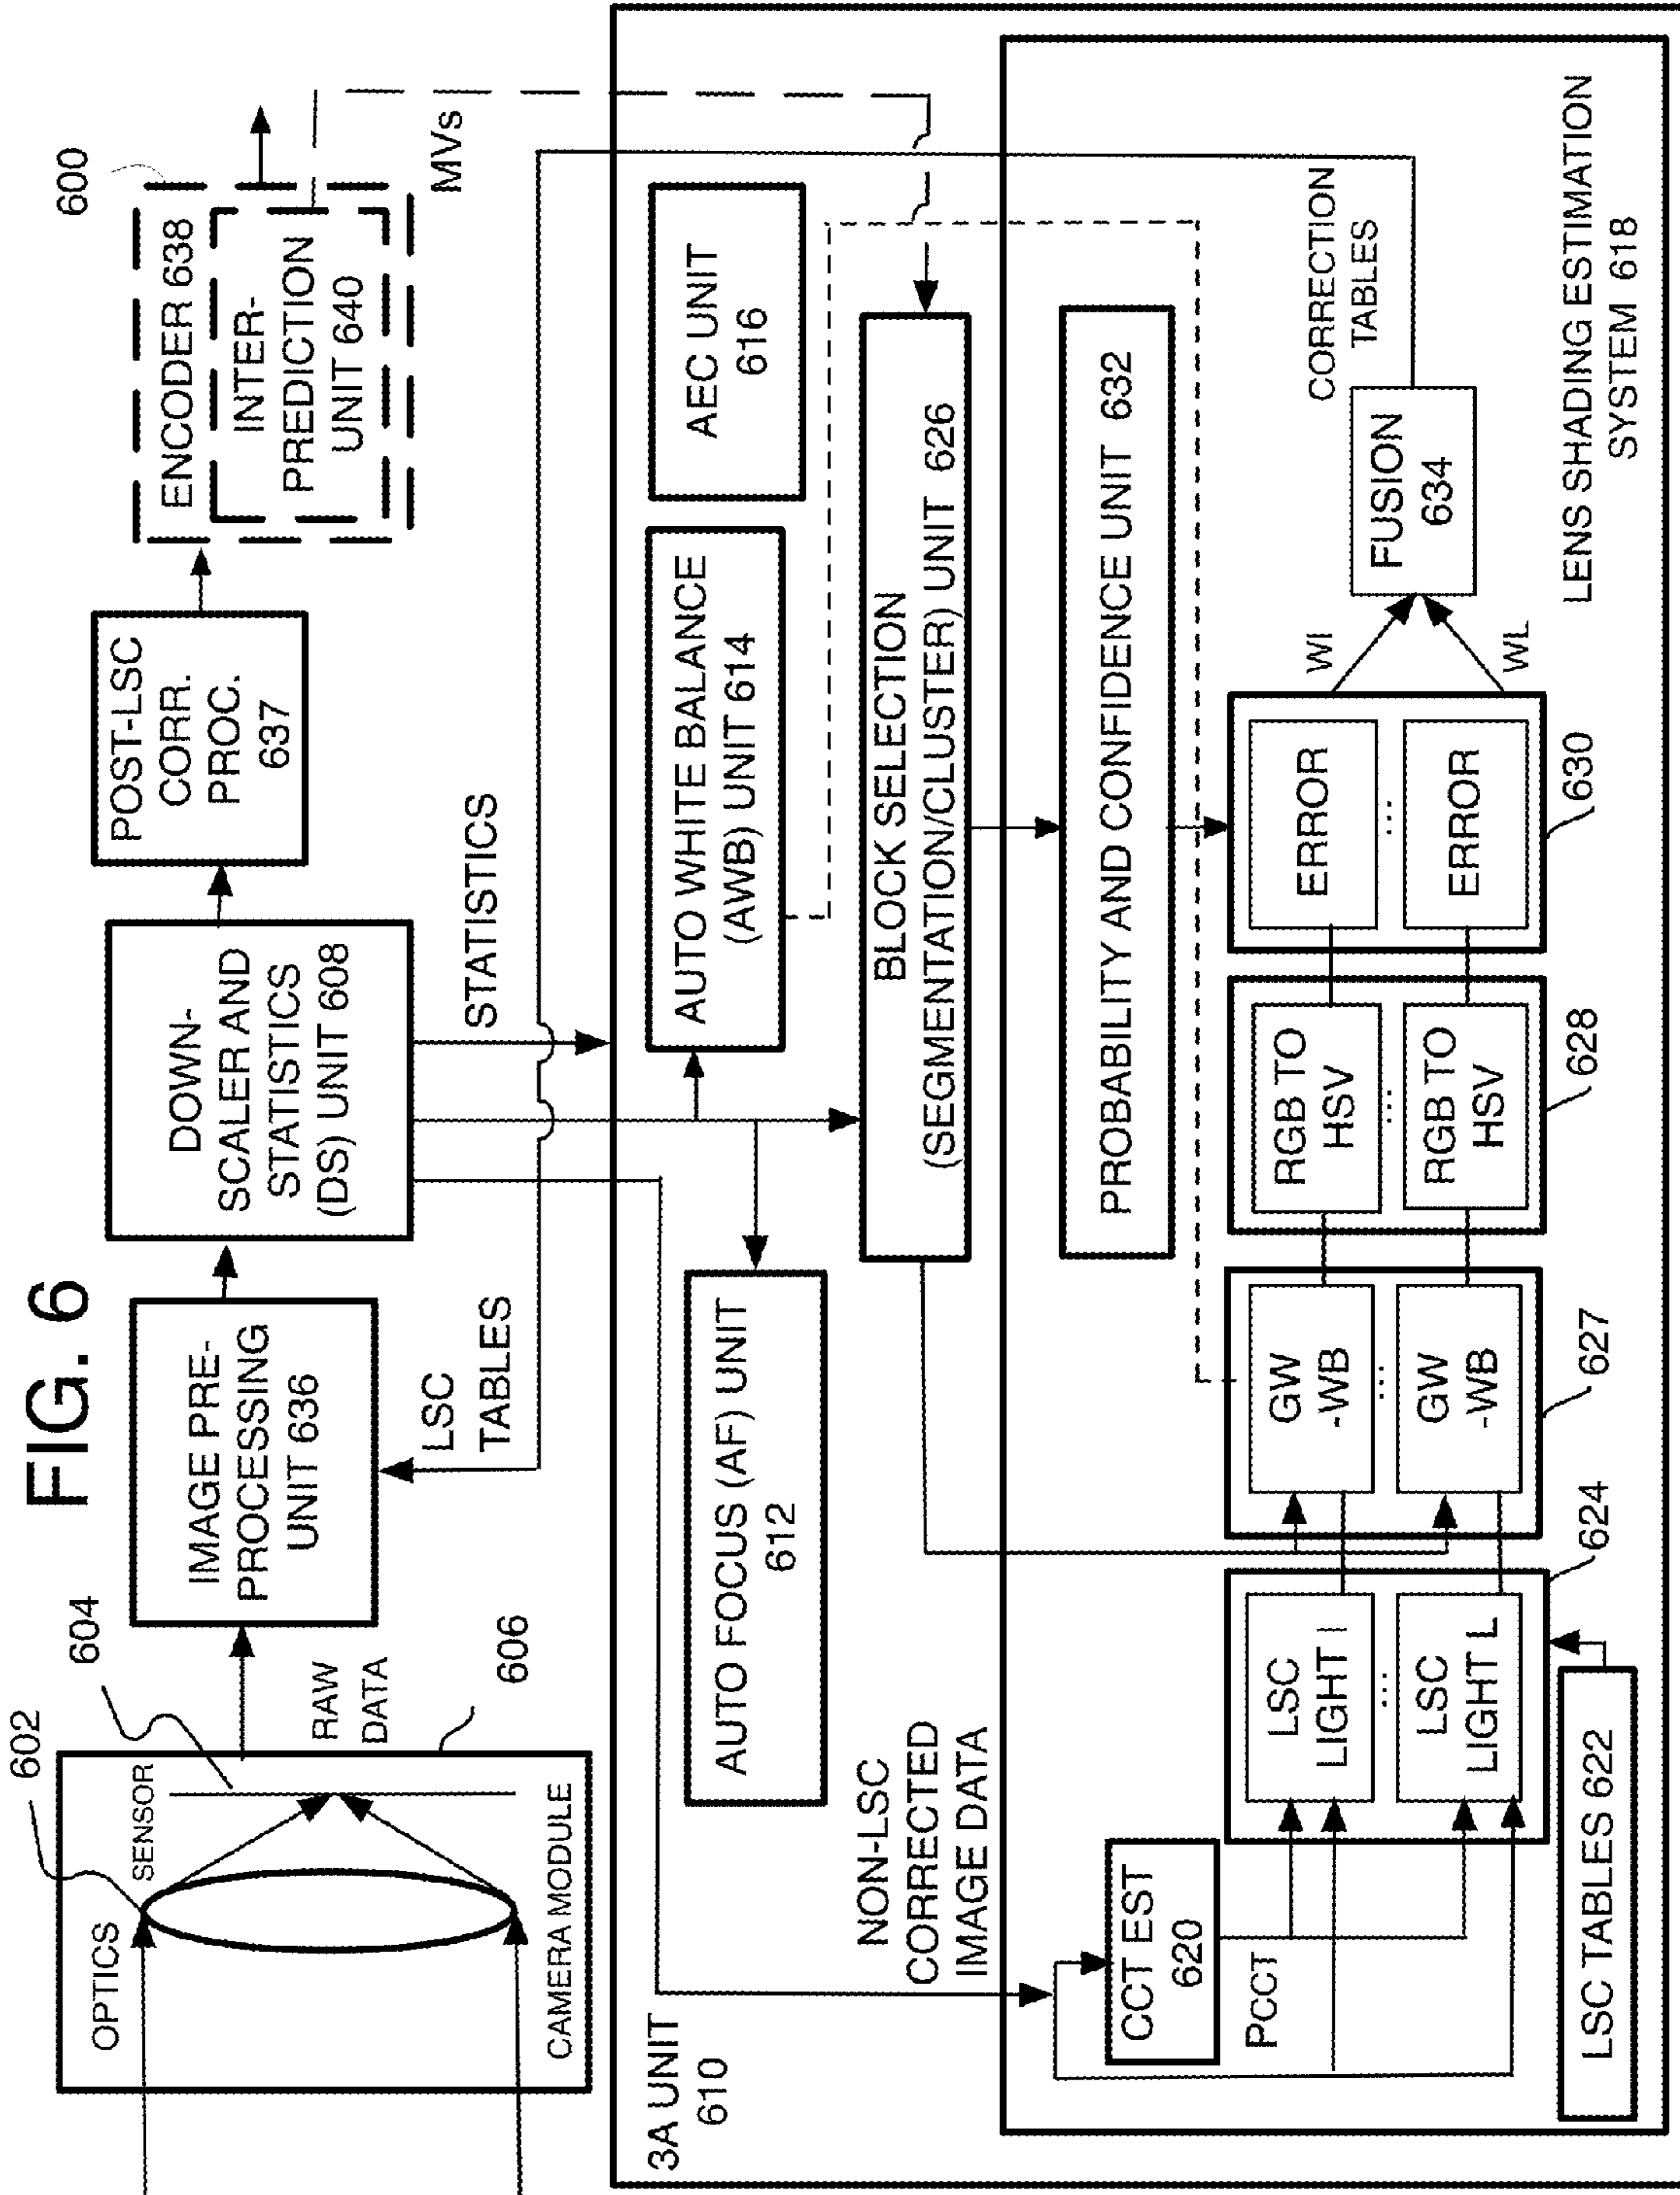 FIG. 6
600
602
604
OPTICS
SENSOR
CAMERA MODULE
606
RAW
DATA
IMAGE PRE-
PROCESSING
UNIT 636
LSC
TABLES
DOWN-
SCALER AND
STATISTICS
(DS) UNIT 608
STATISTICS
POST-LSC
CORR.
PROC.
637
ENCODER 638
INTER-
PREDICTION
UNIT 640
MVs
3A UNIT
610
AUTO FOCUS (AF) UNIT
612
AUTO WHITE BALANCE
(AWB) UNIT 614
AEC UNIT
616
NON-LSC
CORRECTED
IMAGE DATA
BLOCK SELECTION
(SEGMENTATION/CLUSTER) UNIT 626
PROBABILITY AND CONFIDENCE UNIT 632
CCT EST
620
PCCT
LSC
LIGHT I
...
LSC
LIGHT L
624
LSC TABLES 622
GW
-WB
...
GW
-WB
627
RGB TO
HSV
...
RGB TO
HSV
628
ERROR
...
ERROR
630
WI
WL
FUSION
634
CORRECTION
TABLES
LENS SHADING ESTIMATION
SYSTEM 618